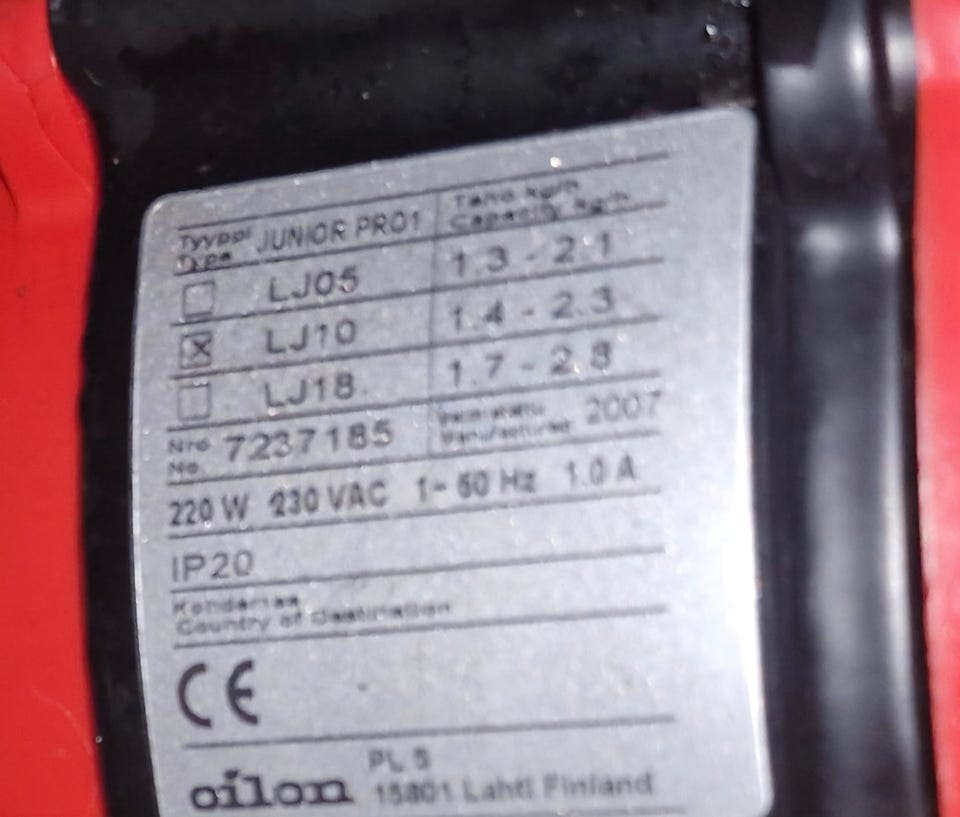 Tyyppi JUNIOR PRO1 Teho kg/h
Type Capacity kg/h
LJ05 1.3 - 2.1
☒ LJ10 1.4 - 2.3
LJ18 1.7 - 2.8
Nro 7237185 2007
No. Manufactured
220 W 230 VAC 1~ 50 Hz 1.0 A
IP20
Kohdemaa
Country of Destination
CE
PL 5
oilon 15801 Lahti Finland